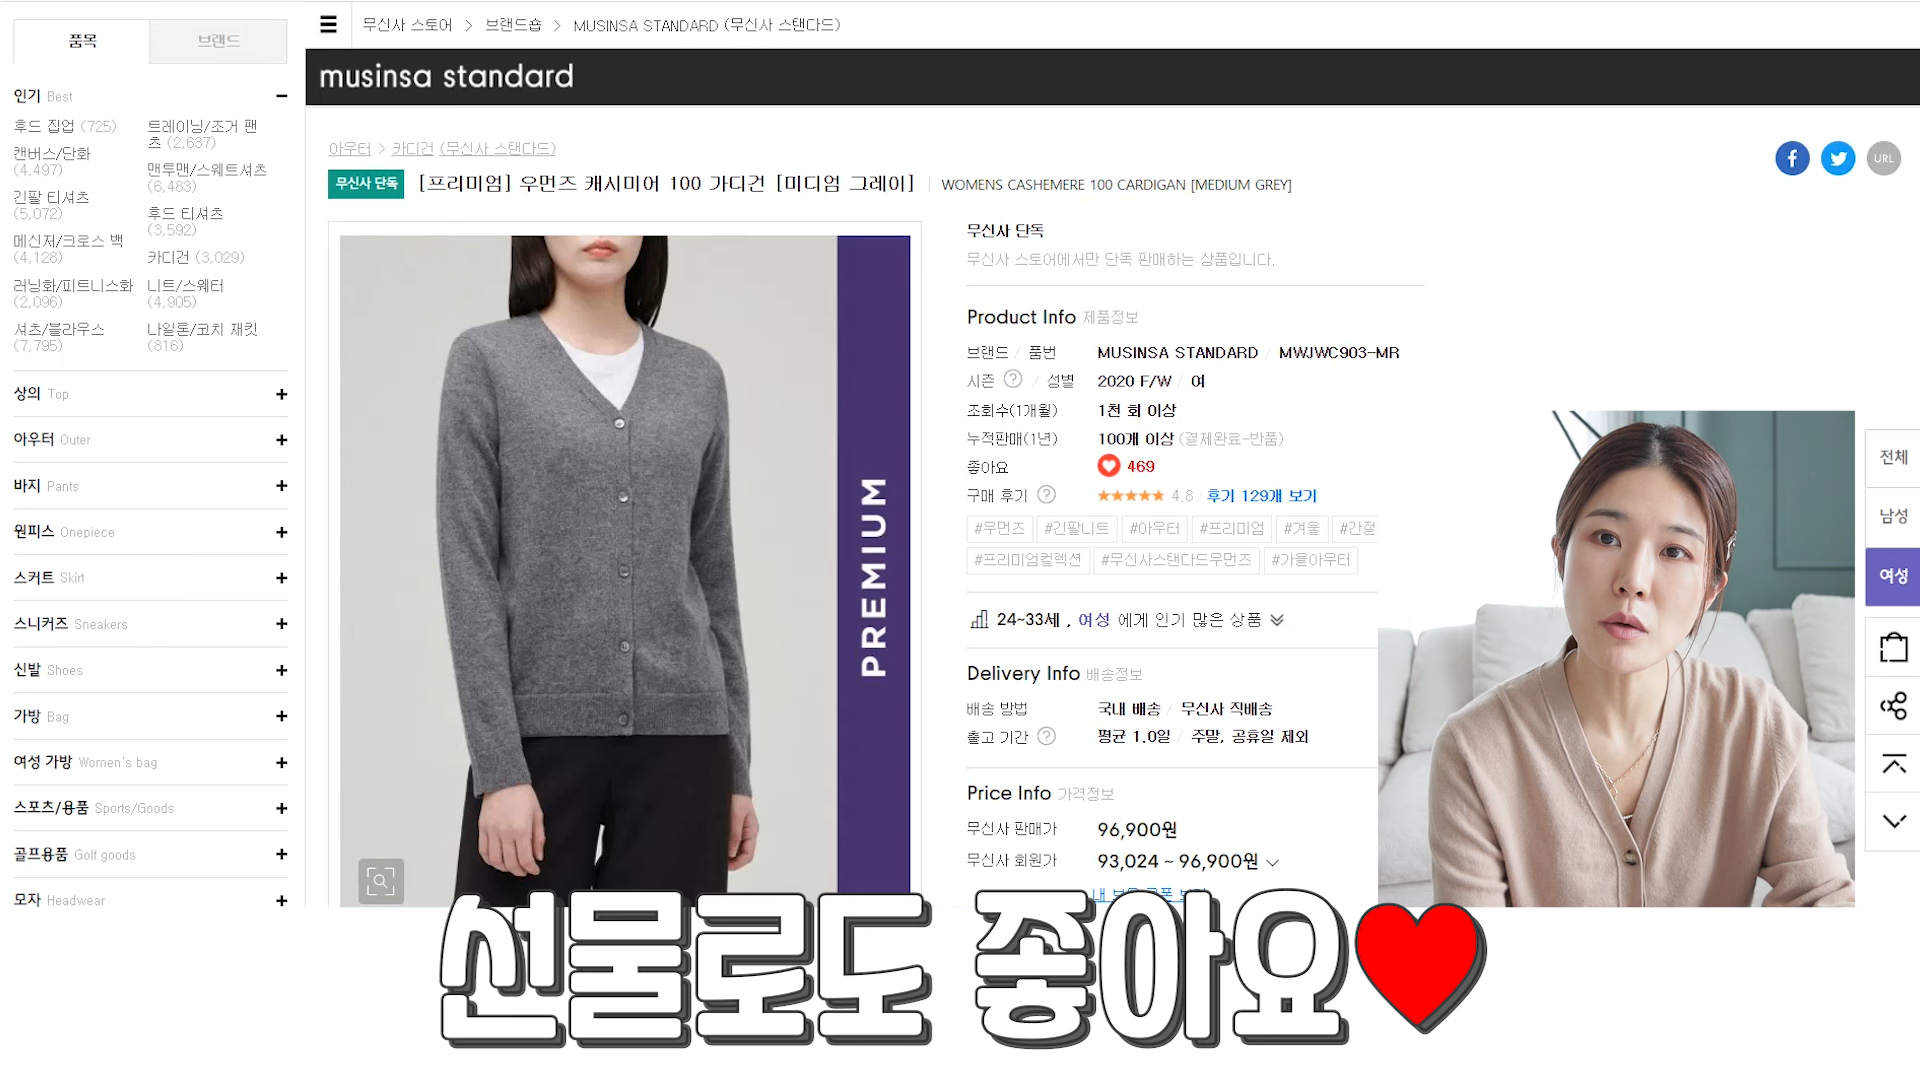 무신사 스토어 > 브랜드숍 > MUSINSA STANDARD (무신사 스탠다드)
품목
브랜드
musinsa standard
인기 Best
후드 집업 (725)
캔버스/단화
(4,497)
긴팔 티셔츠
(5,072)
메신저/크로스 백
(4,128)
러닝화/피트니스화
(2,096)
셔츠/블라우스
(7,795)
트레이닝/조거 팬
츠 (2,637)
맨투맨/스웨트셔츠
(6,483)
후드 티셔츠
(3,592)
카디건 (3,029)
니트/스웨터
(4,905)
나일론/코치 재킷
(816)
상의 Top
아우터 Outer
바지 Pants
원피스 Onepiece
스커트 Skirt
스니커즈 Sneakers
신발 Shoes
가방 Bag
여성 가방 Women's bag
스포츠/용품 Sports/Goods
골프용품 Golf goods
모자 Headwear
아우터 > 카디건 (무신사 스탠다드)
무신사 단독
[프리미엄] 우먼즈 캐시미어 100 가디건 [미디엄 그레이]
WOMENS CASHEMERE 100 CARDIGAN [MEDIUM GREY]
URL
PREMIUM
무신사 단독
무신사 스토어에서만 단독 판매하는 상품입니다.
Product Info 제품정보
브랜드 / 품번 MUSINSA STANDARD / MWJWC903-MR
시즌 ? / 성별 2020 F/W / 여
조회수(1개월) 1천 회 이상
누적판매(1년) 100개 이상 (결제완료-반품)
좋아요 469
구매 후기 ? ★★★★★ 4.8 / 후기 129개 보기
#우먼즈 #긴팔니트 #아우터 #프리미엄 #겨울 #간절
#프리미엄컬렉션 #무신사스탠다드우먼즈 #가을아우터
24~33세 , 여성 에게 인기 많은 상품
Delivery Info 배송정보
배송 방법 국내 배송 / 무신사 직배송
출고 기간 ? 평균 1.0일 / 주말, 공휴일 제외
Price Info 가격정보
무신사 판매가 96,900원
무신사 회원가 93,024 ~ 96,900원
전체
남성
여성
선물로도 좋아요